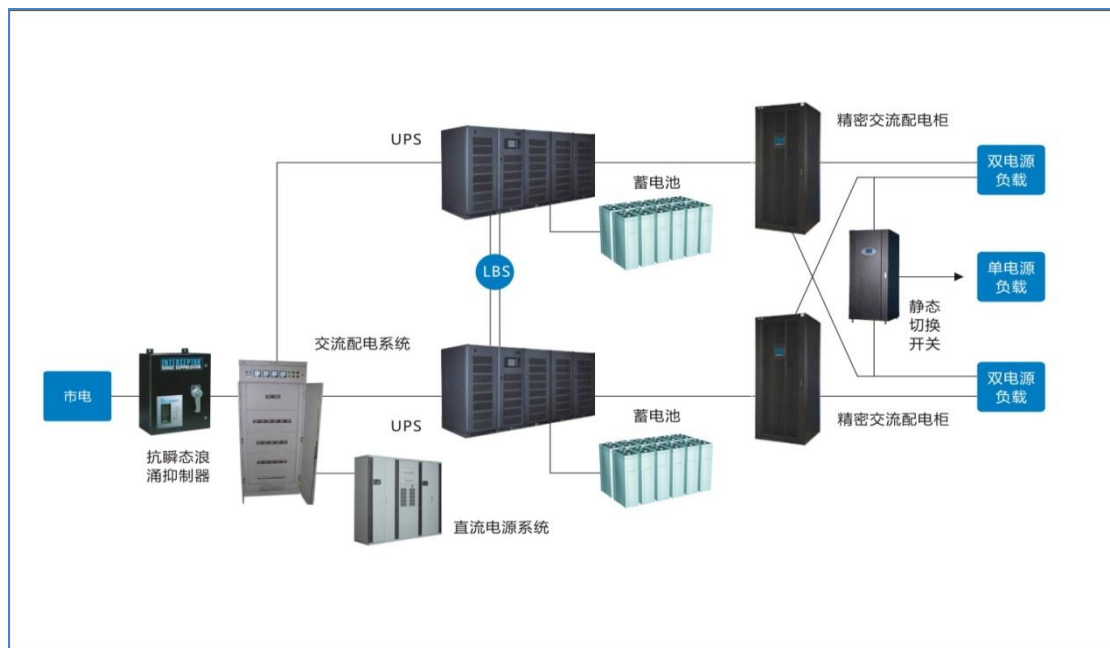 UPS
精密交流配电柜
双电源
负载
蓄电池
LBS
单电源
负载
静态
切换
开关
交流配电系统
INTERCEPTOR
SURGE SUPPRESSION
市电
双电源
负载
蓄电池
UPS
精密交流配电柜
抗瞬态浪
涌抑制器
直流电源系统